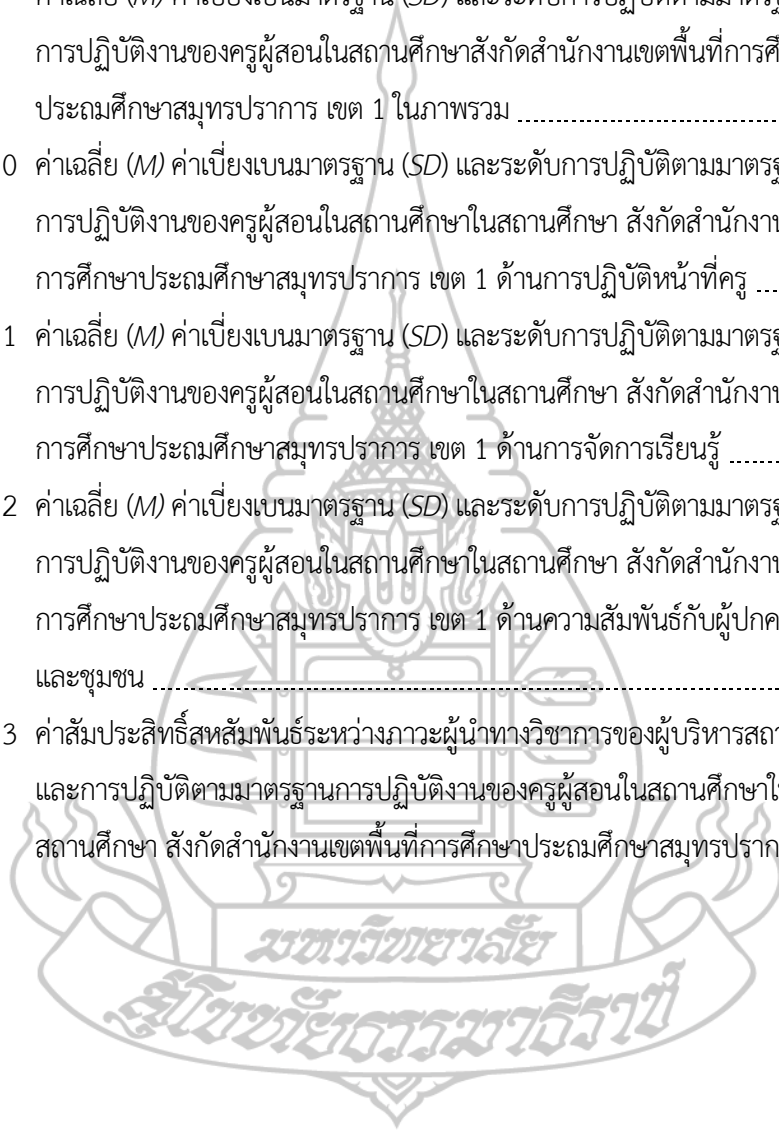 ค่าเฉลี่ย (M) ค่าเบี่ยงเบนมาตรฐาน (SD) และระดับการปฏิบัติตามมาตรฐ
การปฏิบัติงานของครูผู้สอนในสถานศึกษาสังกัดสำนักงานเขตพื้นที่การศึ
ประถมศึกษาสมุทรปราการ เขต 1 ในภาพรวม
0 ค่าเฉลี่ย (M) ค่าเบี่ยงเบนมาตรฐาน (SD) และระดับการปฏิบัติตามมาตรฐ
การปฏิบัติงานของครูผู้สอนในสถานศึกษาในสถานศึกษา สังกัดสำนักงาน
การศึกษาประถมศึกษาสมุทรปราการ เขต 1 ด้านการปฏิบัติหน้าที่ครู
1 ค่าเฉลี่ย (M) ค่าเบี่ยงเบนมาตรฐาน (SD) และระดับการปฏิบัติตามมาตรฐ
การปฏิบัติงานของครูผู้สอนในสถานศึกษาในสถานศึกษา สังกัดสำนักงาน
การศึกษาประถมศึกษาสมุทรปราการ เขต 1 ด้านการจัดการเรียนรู้
2 ค่าเฉลี่ย (M) ค่าเบี่ยงเบนมาตรฐาน (SD) และระดับการปฏิบัติตามมาตรฐ
การปฏิบัติงานของครูผู้สอนในสถานศึกษาในสถานศึกษา สังกัดสำนักงาน
การศึกษาประถมศึกษาสมุทรปราการ เขต 1 ด้านความสัมพันธ์กับผู้ปกค
และชุมชน
3 ค่าสัมประสิทธิ์สหสัมพันธ์ระหว่างภาวะผู้นำทางวิชาการของผู้บริหารสถา
และการปฏิบัติตามมาตรฐานการปฏิบัติงานของครูผู้สอนในสถานศึกษาใ
สถานศึกษา สังกัดสำนักงานเขตพื้นที่การศึกษาประถมศึกษาสมุทรปราก
มหาวิทยาลัย
สุโขทัยธรรมาธิราช